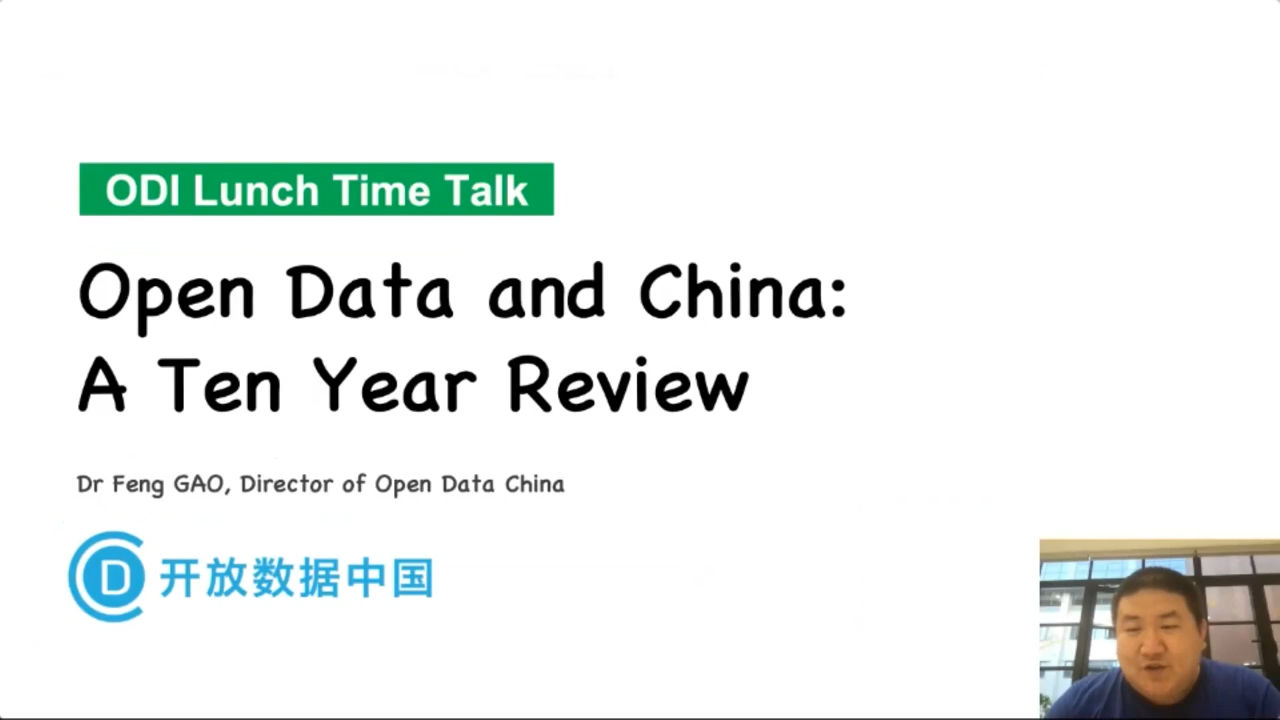 ODI Lunch Time Talk
Open Data and China:
A Ten Year Review
Dr Feng GAO, Director of Open Data China
D 开放数据中国